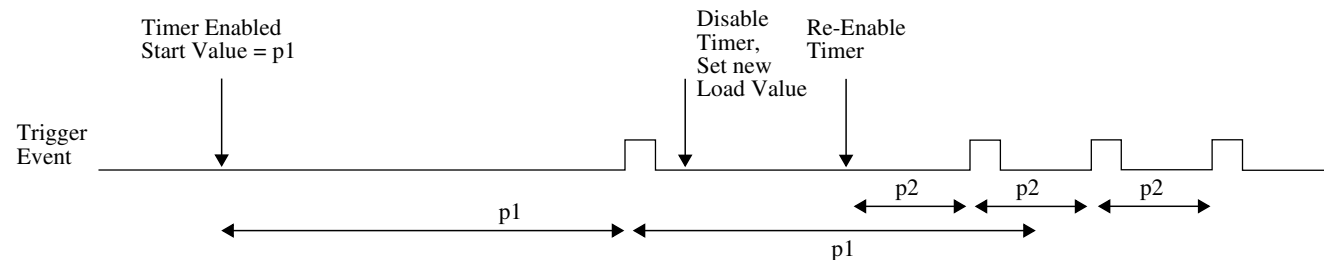 Timer Enabled
Start Value = p1
Disable
Timer,
Set new
Load Value
Re-Enable
Timer
Trigger
Event
p2
p2
p2
p1
p1